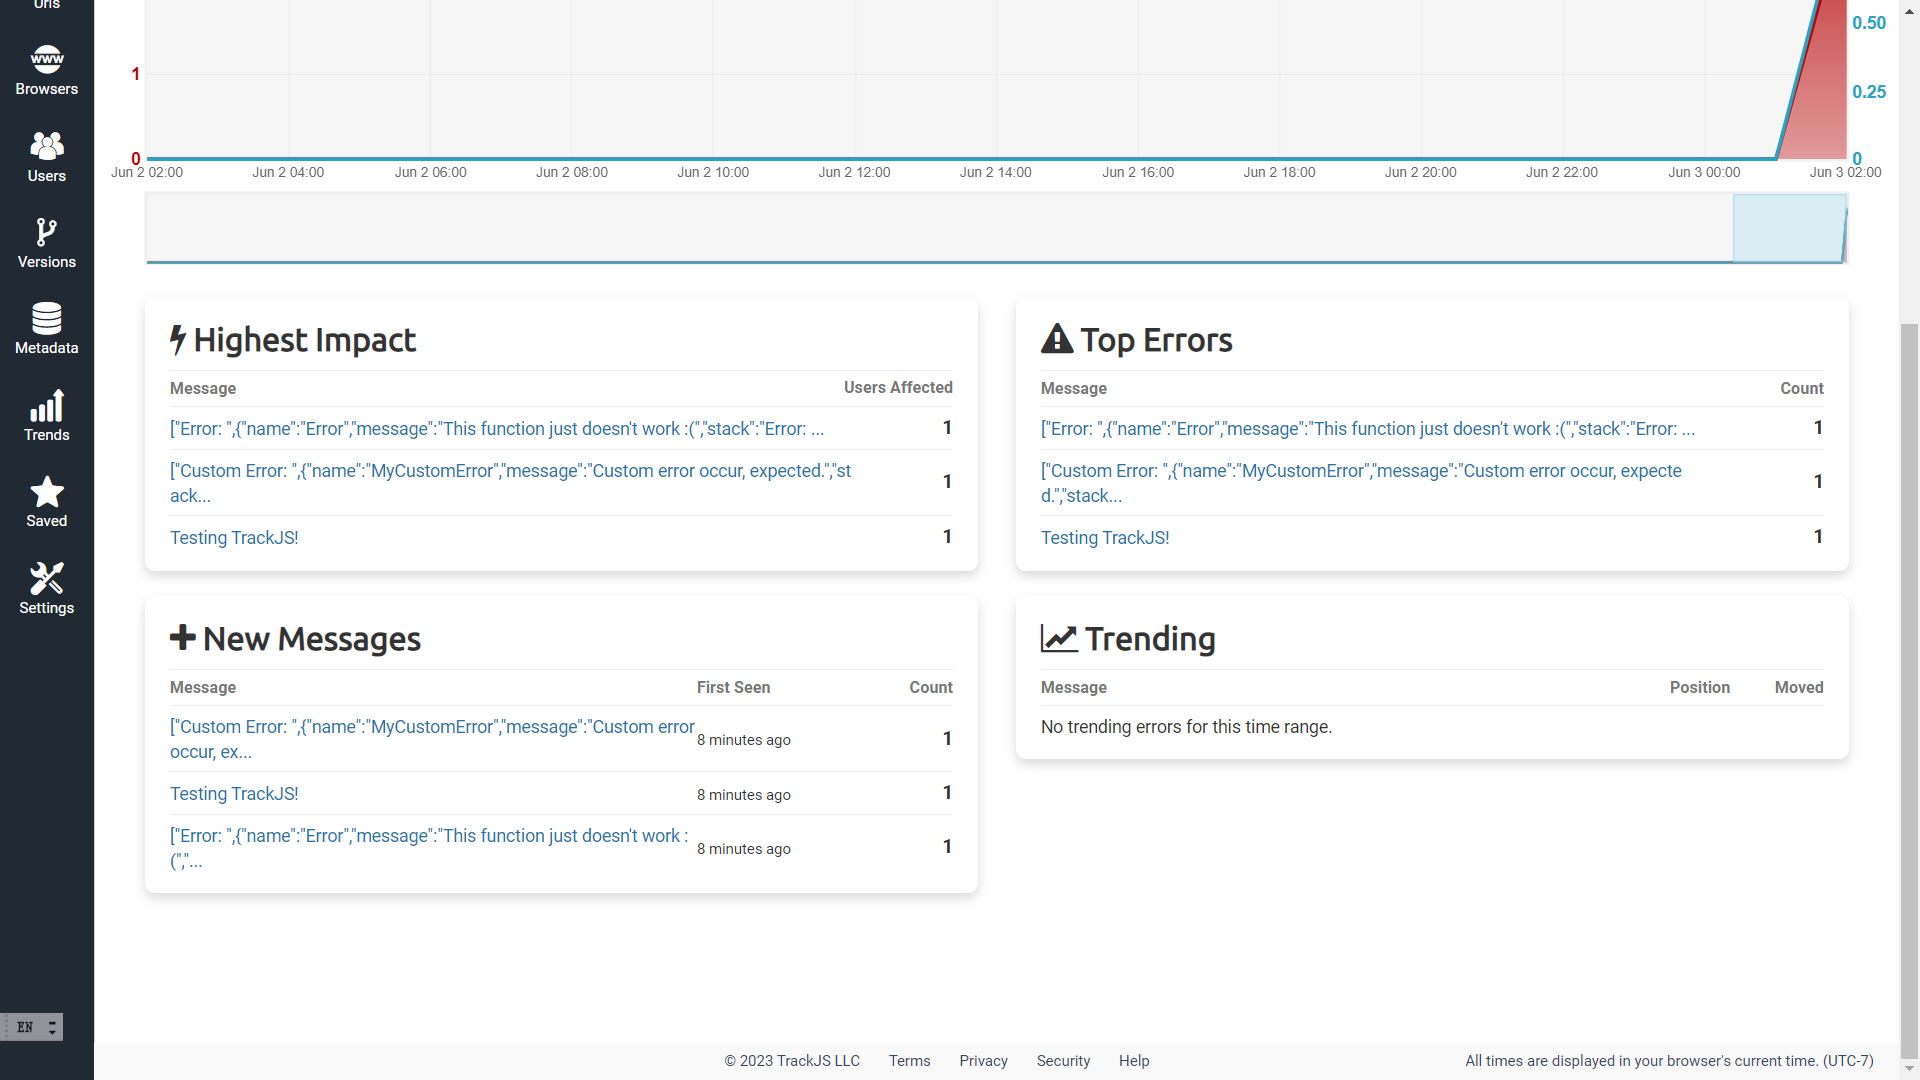 Urls
Browsers
Users
Versions
Metadata
Trends
Saved
Settings
EN
1
0
0.50
0.25
0
Jun 2 02:00 Jun 2 04:00 Jun 2 06:00 Jun 2 08:00 Jun 2 10:00 Jun 2 12:00 Jun 2 14:00 Jun 2 16:00 Jun 2 18:00 Jun 2 20:00 Jun 2 22:00 Jun 3 00:00 Jun 3 02:00
Highest Impact
Message Users Affected
["Error: ",{"name":"Error","message":"This function just doesn't work :(","stack":"Error: ... 1
["Custom Error: ",{"name":"MyCustomError","message":"Custom error occur, expected.","st
ack... 1
Testing TrackJS! 1
Top Errors
Message Count
["Error: ",{"name":"Error","message":"This function just doesn't work :(","stack":"Error: ... 1
["Custom Error: ",{"name":"MyCustomError","message":"Custom error occur, expecte
d.","stack... 1
Testing TrackJS! 1
New Messages
Message First Seen Count
["Custom Error: ",{"name":"MyCustomError","message":"Custom error
occur, ex... 8 minutes ago 1
Testing TrackJS! 8 minutes ago 1
["Error: ",{"name":"Error","message":"This function just doesn't work :
(","... 8 minutes ago 1
Trending
Message Position Moved
No trending errors for this time range.
© 2023 TrackJS LLC Terms Privacy Security Help
All times are displayed in your browser's current time. (UTC-7)